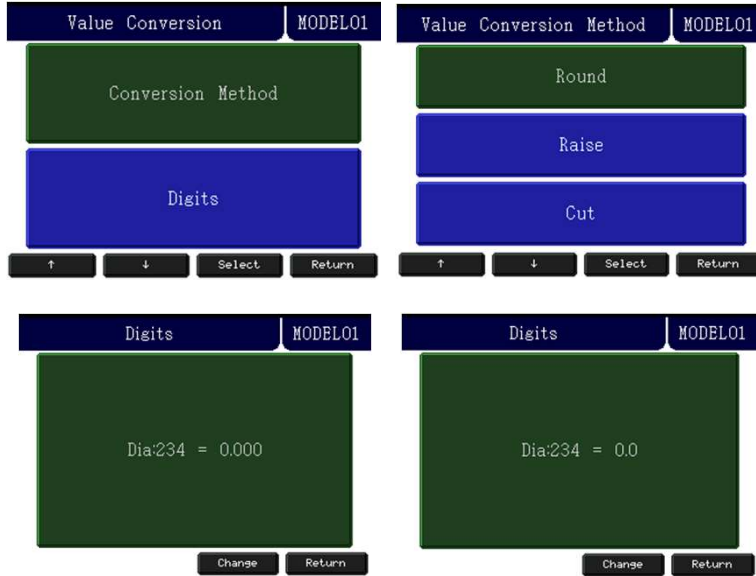 Value Conversion MODEL01
Conversion Method
Digits
↑ ↓ Select Return
Value Conversion Method MODEL01
Round
Raise
Cut
↑ ↓ Select Return
Digits MODEL01
Dia:234 = 0.000
Change Return
Digits MODEL01
Dia:234 = 0.0
Change Return